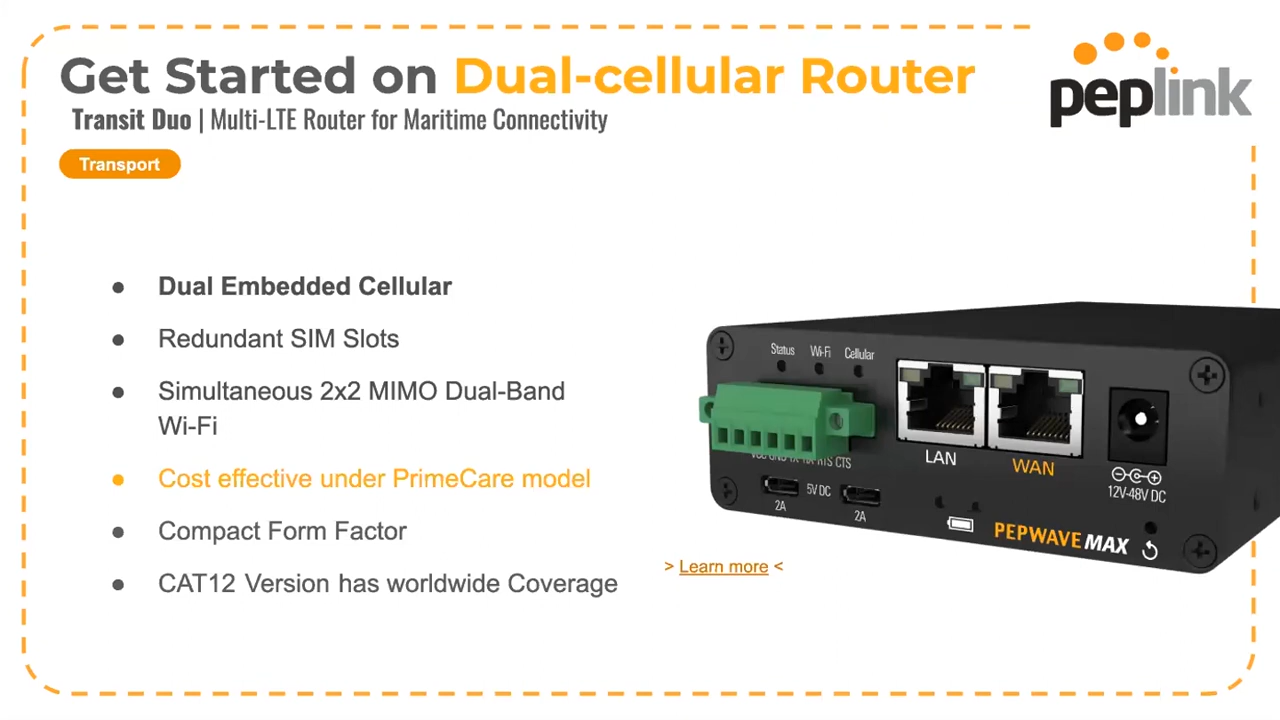 Get Started on Dual-cellular Router
peplink
Transit Duo | Multi-LTE Router for Maritime Connectivity
Transport
● Dual Embedded Cellular
● Redundant SIM Slots
● Simultaneous 2x2 MIMO Dual-Band
Wi-Fi
● Cost effective under PrimeCare model
● Compact Form Factor
● CAT12 Version has worldwide Coverage
> Learn more <
Status Wi-Fi Cellular
LAN
WAN
RTS CTS
5V DC
2A
2A
12V-48V DC
PEPWAVE MAX